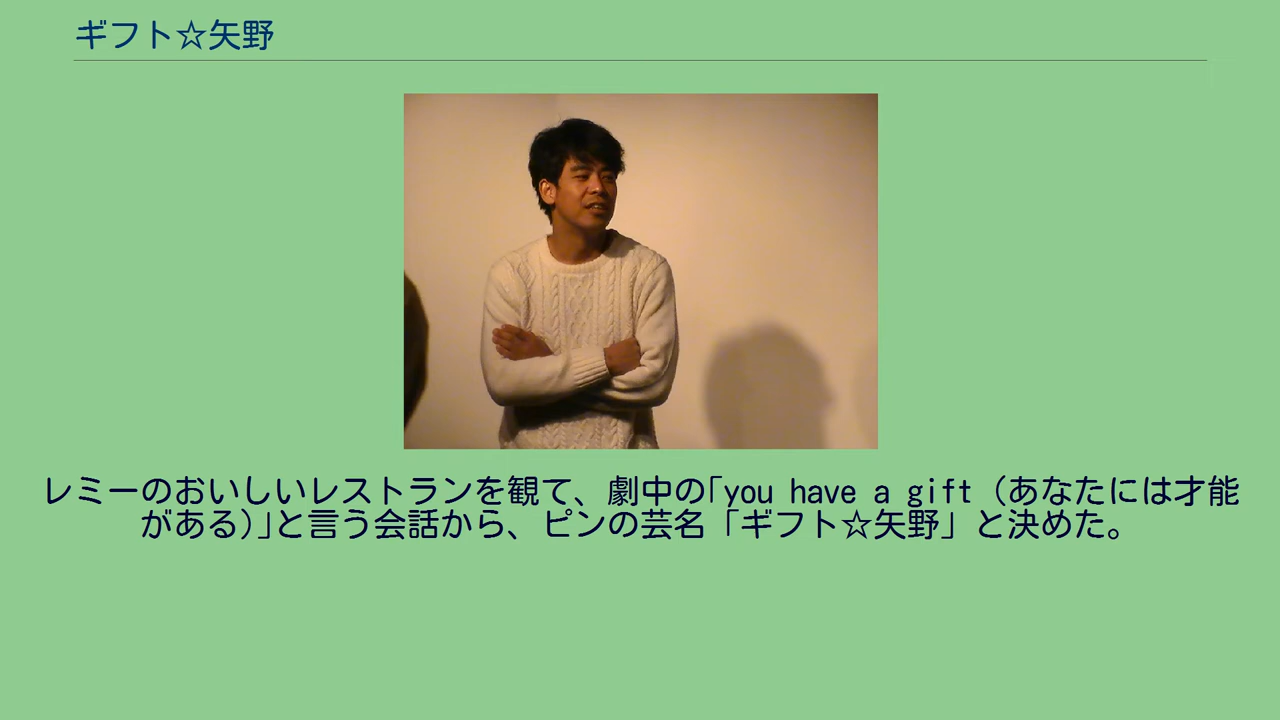 ギフト☆矢野
レミーのおいしいレストランを観て、劇中の｢you have a gift (あなたには才能
がある)｣と言う会話から、ピンの芸名「ギフト☆矢野」と決めた。